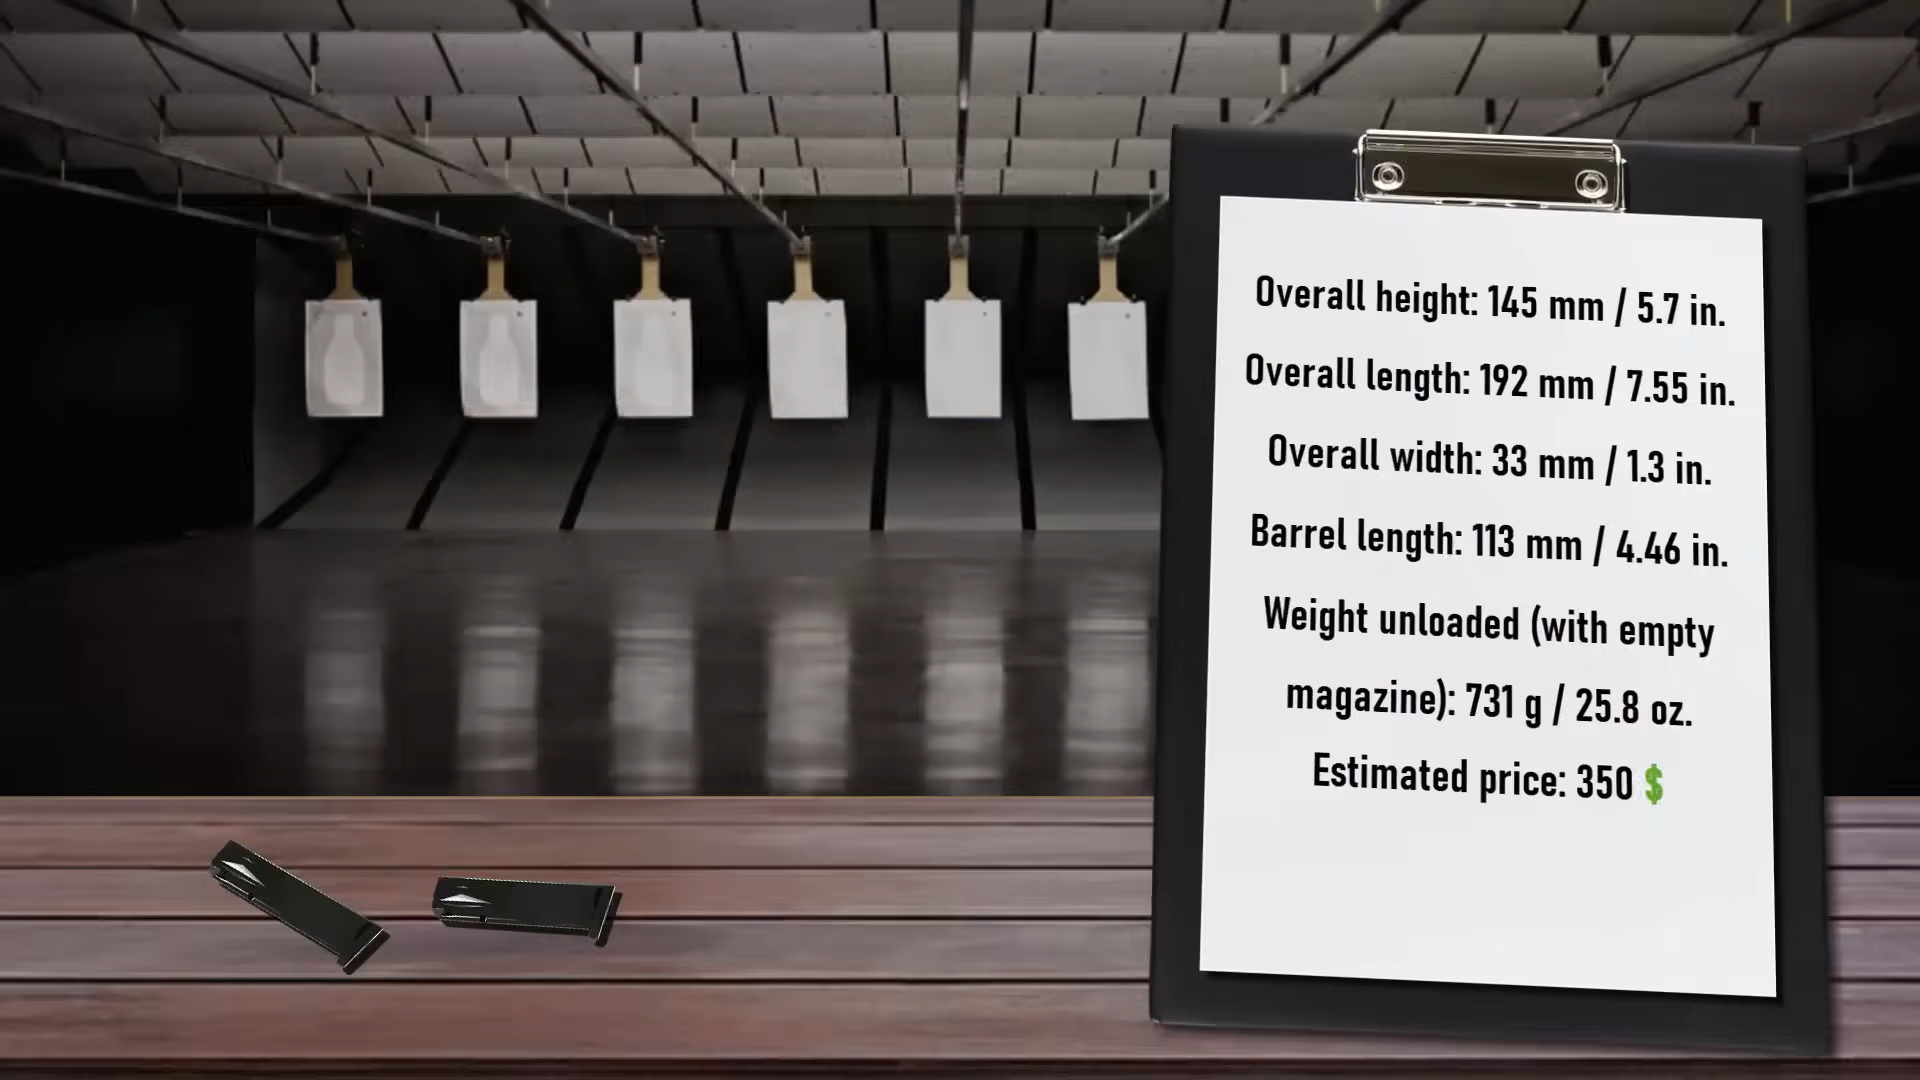 Overall height: 145 mm / 5.7 in.
Overall length: 192 mm / 7.55 in.
Overall width: 33 mm / 1.3 in.
Barrel length: 113 mm / 4.46 in.
Weight unloaded (with empty
magazine): 731 g / 25.8 oz.
Estimated price: 350 $